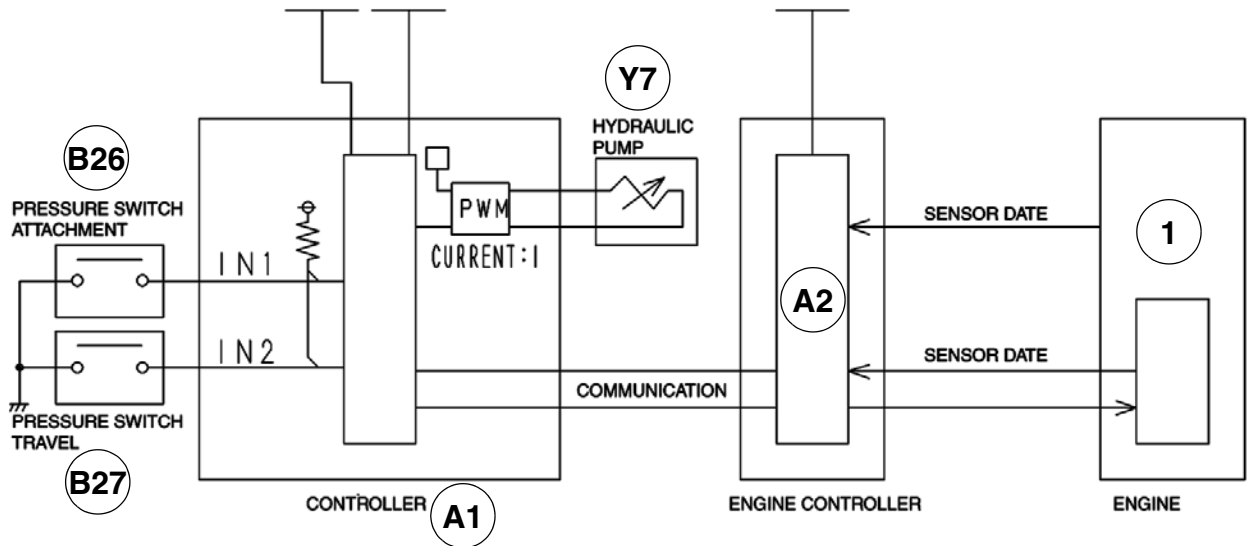 Y7
HYDRAULIC
PUMP
B26
PRESSURE SWITCH
ATTACHMENT
PWM
CURRENT:I
IN1
IN2
PRESSURE SWITCH
TRAVEL
B27
CONTROLLER
A1
COMMUNICATION
A2
ENGINE CONTROLLER
SENSOR DATE
SENSOR DATE
1
ENGINE